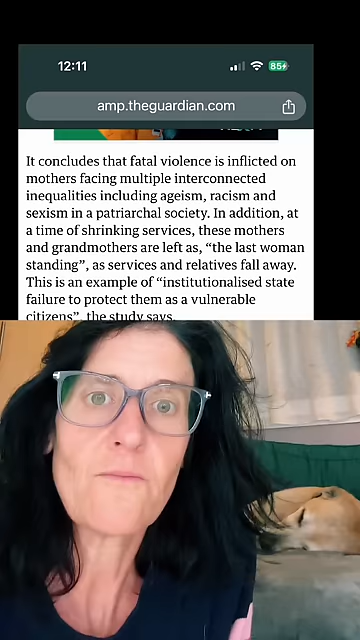 12:11
85
amp.theguardian.com
It concludes that fatal violence is inflicted on
mothers facing multiple interconnected
inequalities including ageism, racism and
sexism in a patriarchal society. In addition, at
a time of shrinking services, these mothers
and grandmothers are left as, “the last woman
standing”, as services and relatives fall away.
This is an example of “institutionalised state
failure to protect them as a vulnerable
citizens”, the study says.